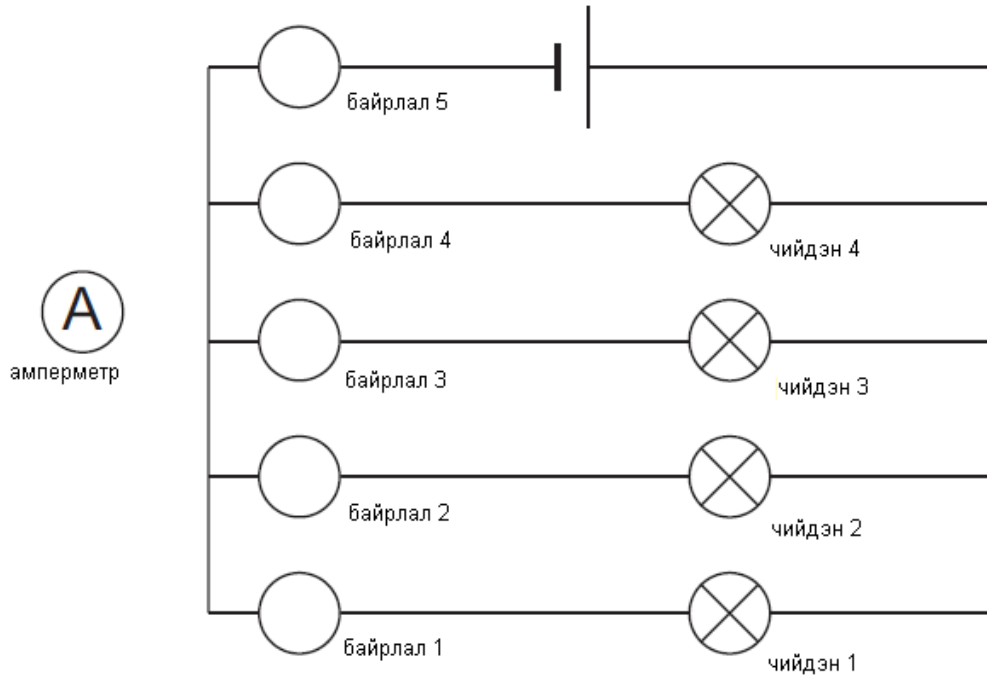 байрлал 5
байрлал 4
чийдэн 4
А
амперметр
байрлал 3
чийдэн 3
байрлал 2
чийдэн 2
байрлал 1
чийдэн 1